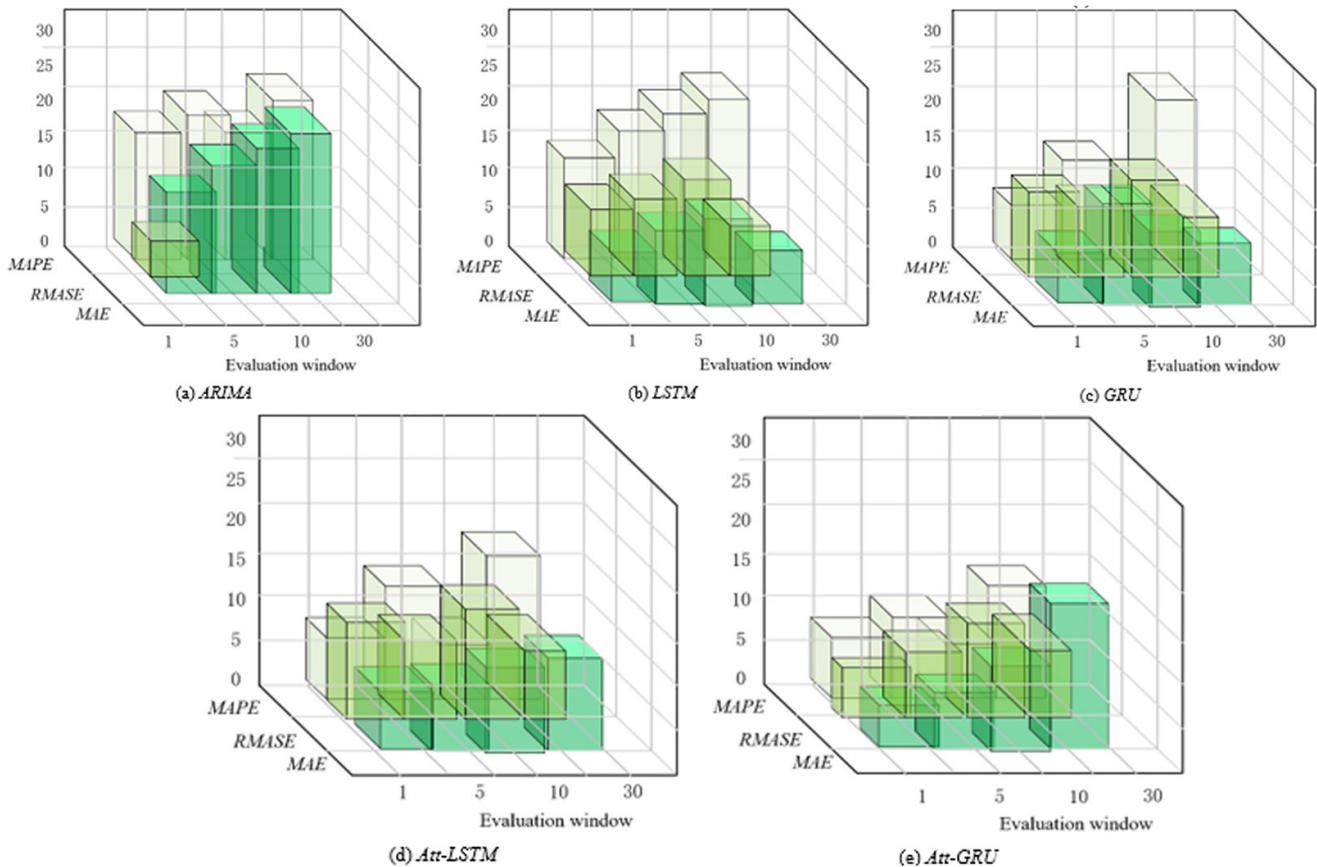 30
25
20
15
10
5
0
MAPE
RMASE
MAE
1 5 10 30
Evaluation window
(a) ARIMA
30
25
20
15
10
5
0
MAPE
RMASE
MAE
1 5 10 30
Evaluation window
(b) LSTM
30
25
20
15
10
5
0
MAPE
RMASE
MAE
1 5 10 30
Evaluation window
(c) GRU
30
25
20
15
10
5
0
MAPE
RMASE
MAE
1 5 10 30
Evaluation window
(d) Att-LSTM
30
25
20
15
10
5
0
MAPE
RMASE
MAE
1 5 10 30
Evaluation window
(e) Att-GRU